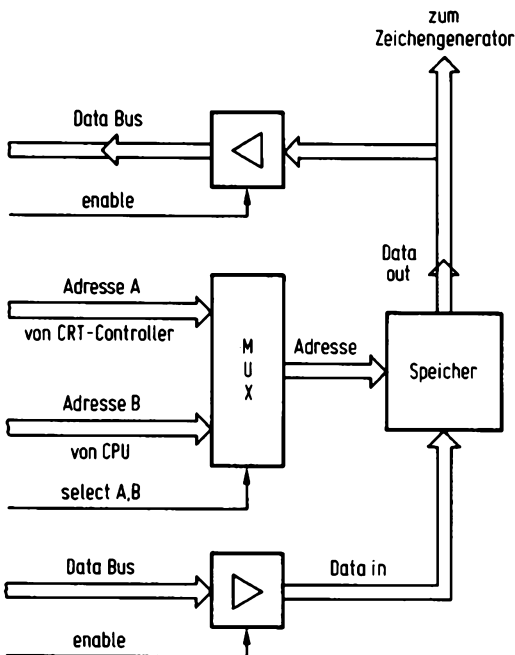 zum
Zeichengenerator
Data Bus
enable
Data
out
Adresse A
von CRT-Controller
M
U
X
Adresse
Speicher
Adresse B
von CPU
select A,B
Data Bus
Data in
enable